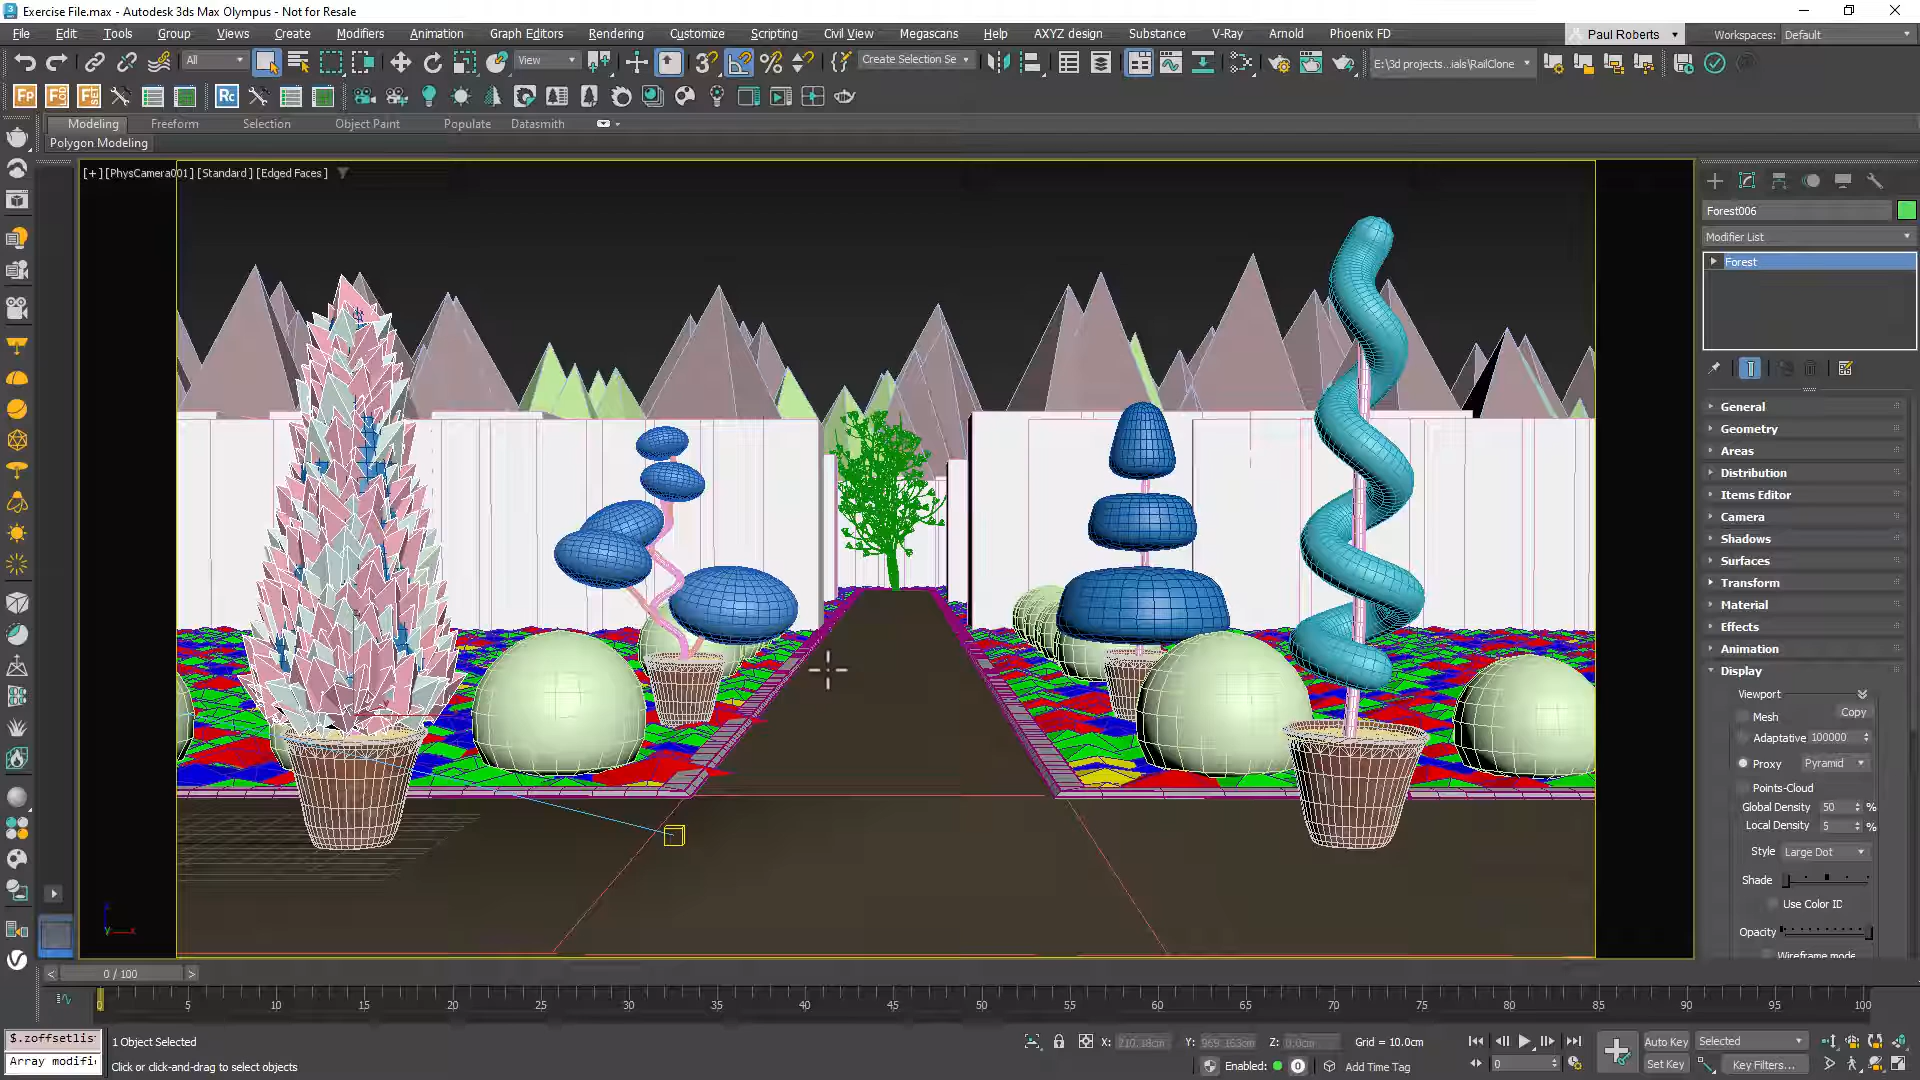 Exercise File.max - Autodesk 3ds Max Olympus - Not for Resale
File Edit Tools Group Views Create Modifiers Animation Graph Editors Rendering Customize Scripting Civil View Megascans Help AXYZ design Substance V-Ray Arnold Phoenix FD Paul Roberts Workspaces: Default
All View Create Selection Se E:\3d projects...ials\RailClone
Modeling Freeform Selection Object Paint Populate Datasmith
Polygon Modeling
[+] [PhysCamera001] [Standard] [Edged Faces]
Forest006
Modifier List
Forest
General
Geometry
Areas
Distribution
Items Editor
Camera
Shadows
Surfaces
Transform
Material
Effects
Animation
Display
Viewport
Mesh Copy
Adaptative 100000
Proxy Pyramid
Points-Cloud
Global Density 50 %
Local Density 5 %
Style Large Dot
Shade
Use Color ID
Opacity
Wireframe mode
< 0 / 100 >
0 5 10 15 20 25 30 35 40 45 50 55 60 65 70 75 80 85 90 95 100
$.zoffsetlist 1 Object Selected X: 210.18cm Y: 969.163cm Z: 0.0cm Grid = 10.0cm Auto Key Selected
Array modifi Click or click-and-drag to select objects Enabled: 0 Add Time Tag 0 Set Key Key Filters...